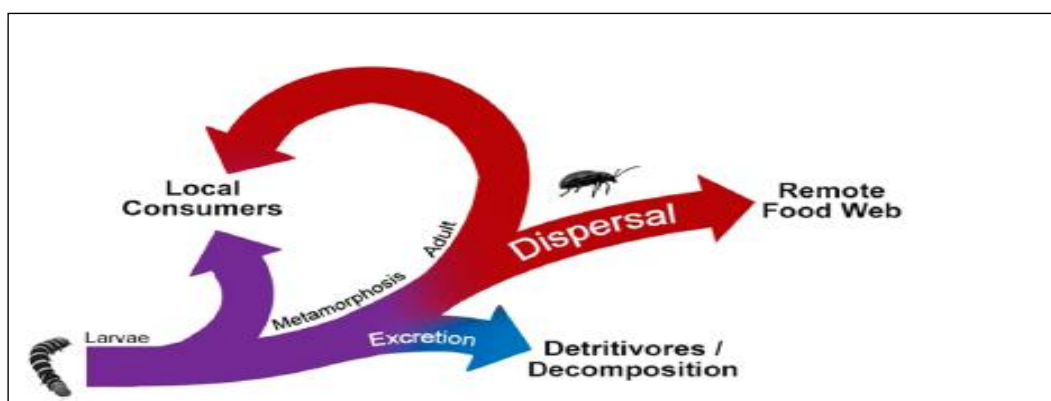 Local
Consumers
Larvae
Metamorphosis
Adult
Dispersal
Remote
Food Web
Excretion
Detritivores /
Decomposition